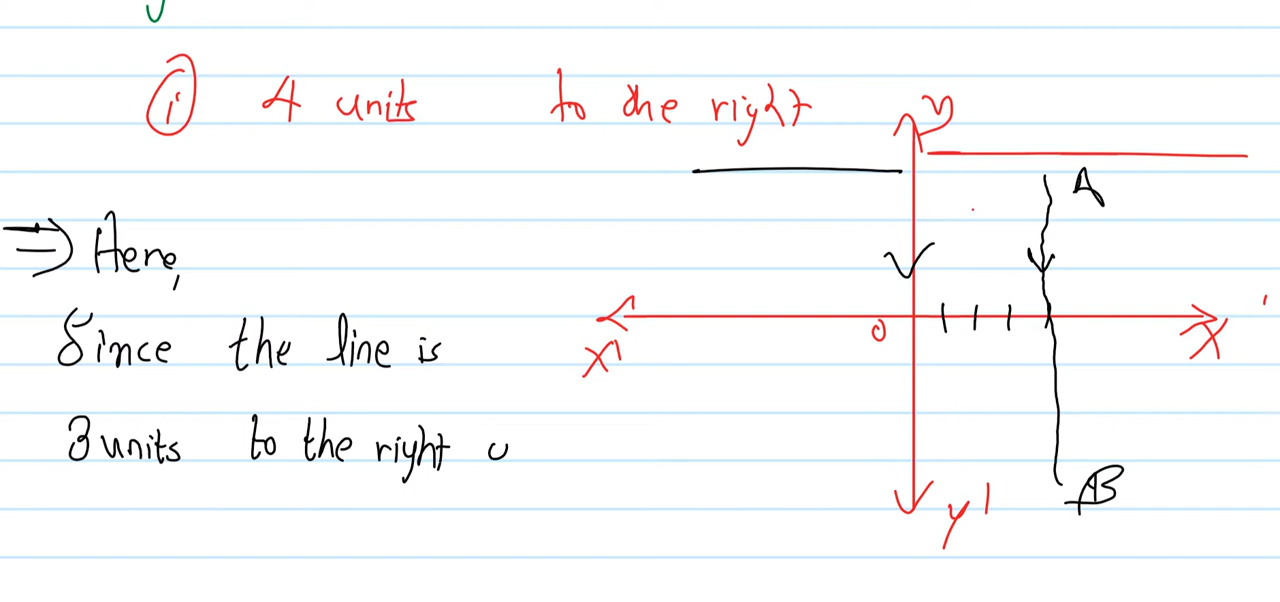 (i) 4 units to the right
y
A
⇒ Here,
O
X'
X
Since the line is
3 units to the right o
B
y'